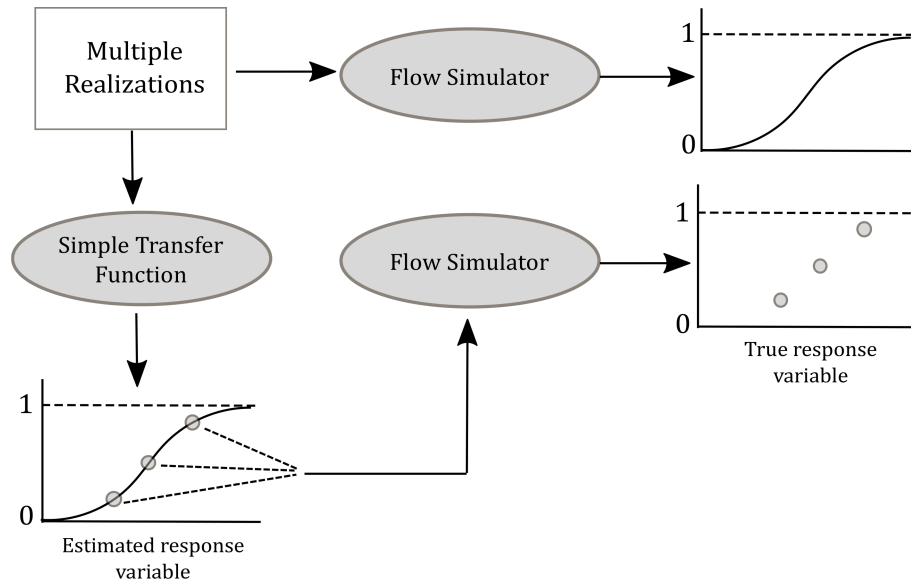 Multiple
Realizations
Flow Simulator
1
0
Simple Transfer
Function
Flow Simulator
1
0
True response
variable
1
0
Estimated response
variable